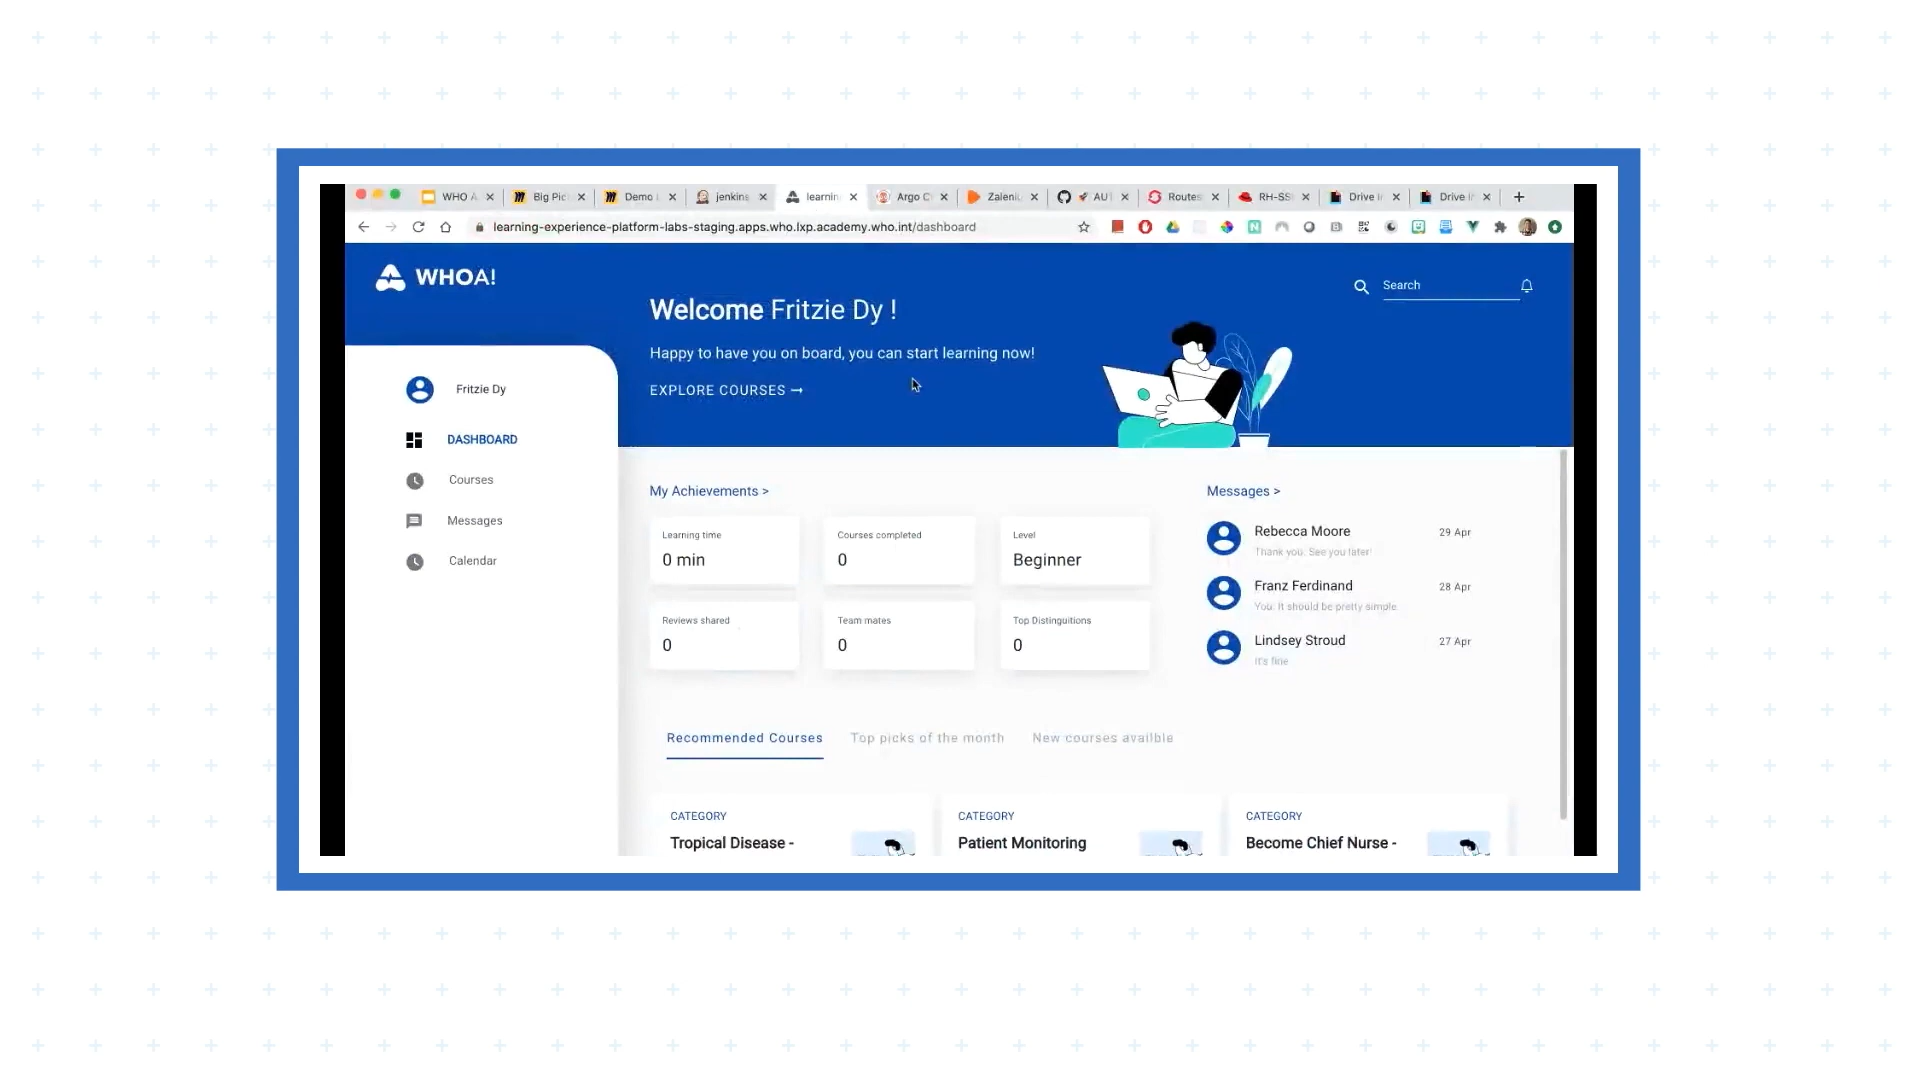 WHO A
Big Pic
Demo
jenkins
learnin
Argo C
Zaleni
AU
Routes
RH-SS
Drive I
Drive I
learning-experience-platform-labs-staging.apps.who.lxp.academy.who.int/dashboard
WHOA!
Search
Welcome Fritzie Dy !
Happy to have you on board, you can start learning now!
EXPLORE COURSES →
Fritzie Dy
DASHBOARD
Courses
Messages
Calendar
My Achievements >
Learning time
0 min
Courses completed
0
Level
Beginner
Reviews shared
0
Team mates
0
Top Distinguitions
0
Messages >
Rebecca Moore
29 Apr
Thank you. See you later!
Franz Ferdinand
28 Apr
You: It should be pretty simple.
Lindsey Stroud
27 Apr
It's fine
Recommended Courses
Top picks of the month
New courses availble
CATEGORY
Tropical Disease -
CATEGORY
Patient Monitoring
CATEGORY
Become Chief Nurse -